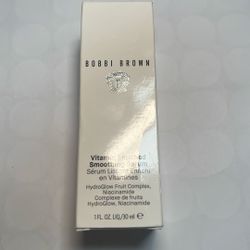 BOBBI BROWN
Vitamin Enriched
Smoothing Serum
Sérum Lissant Enrichi
en Vitamines
HydroGlow Fruit Complex,
Niacinamide
Complexe de fruits
HydroGlow, Niacinamide
1 FL. OZ. LIQ./30 ml ℮